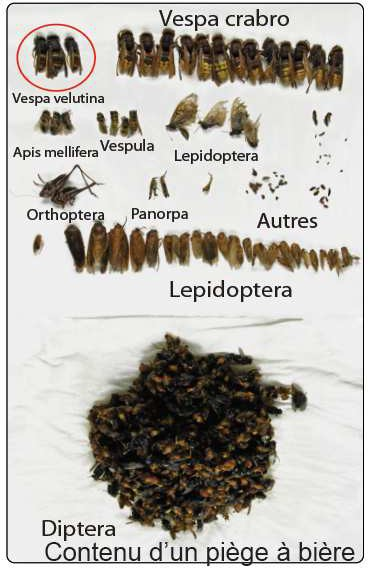 Vespa crabro
Vespa velutina
Apis mellifera
Vespula
Lepidoptera
Orthoptera
Panorpa
Autres
Lepidoptera
Diptera
Contenu d'un piège à bière